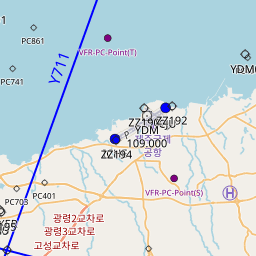 PC861
VFR-PC-Point(T)
Y711
PC741
YDM
ZZ192
YDM
109.000
제주국제
공항
ZZ194
VFR-PC-Point(S)
H
PC401
PC703
광령2교차로
광령3교차로
고성교차로